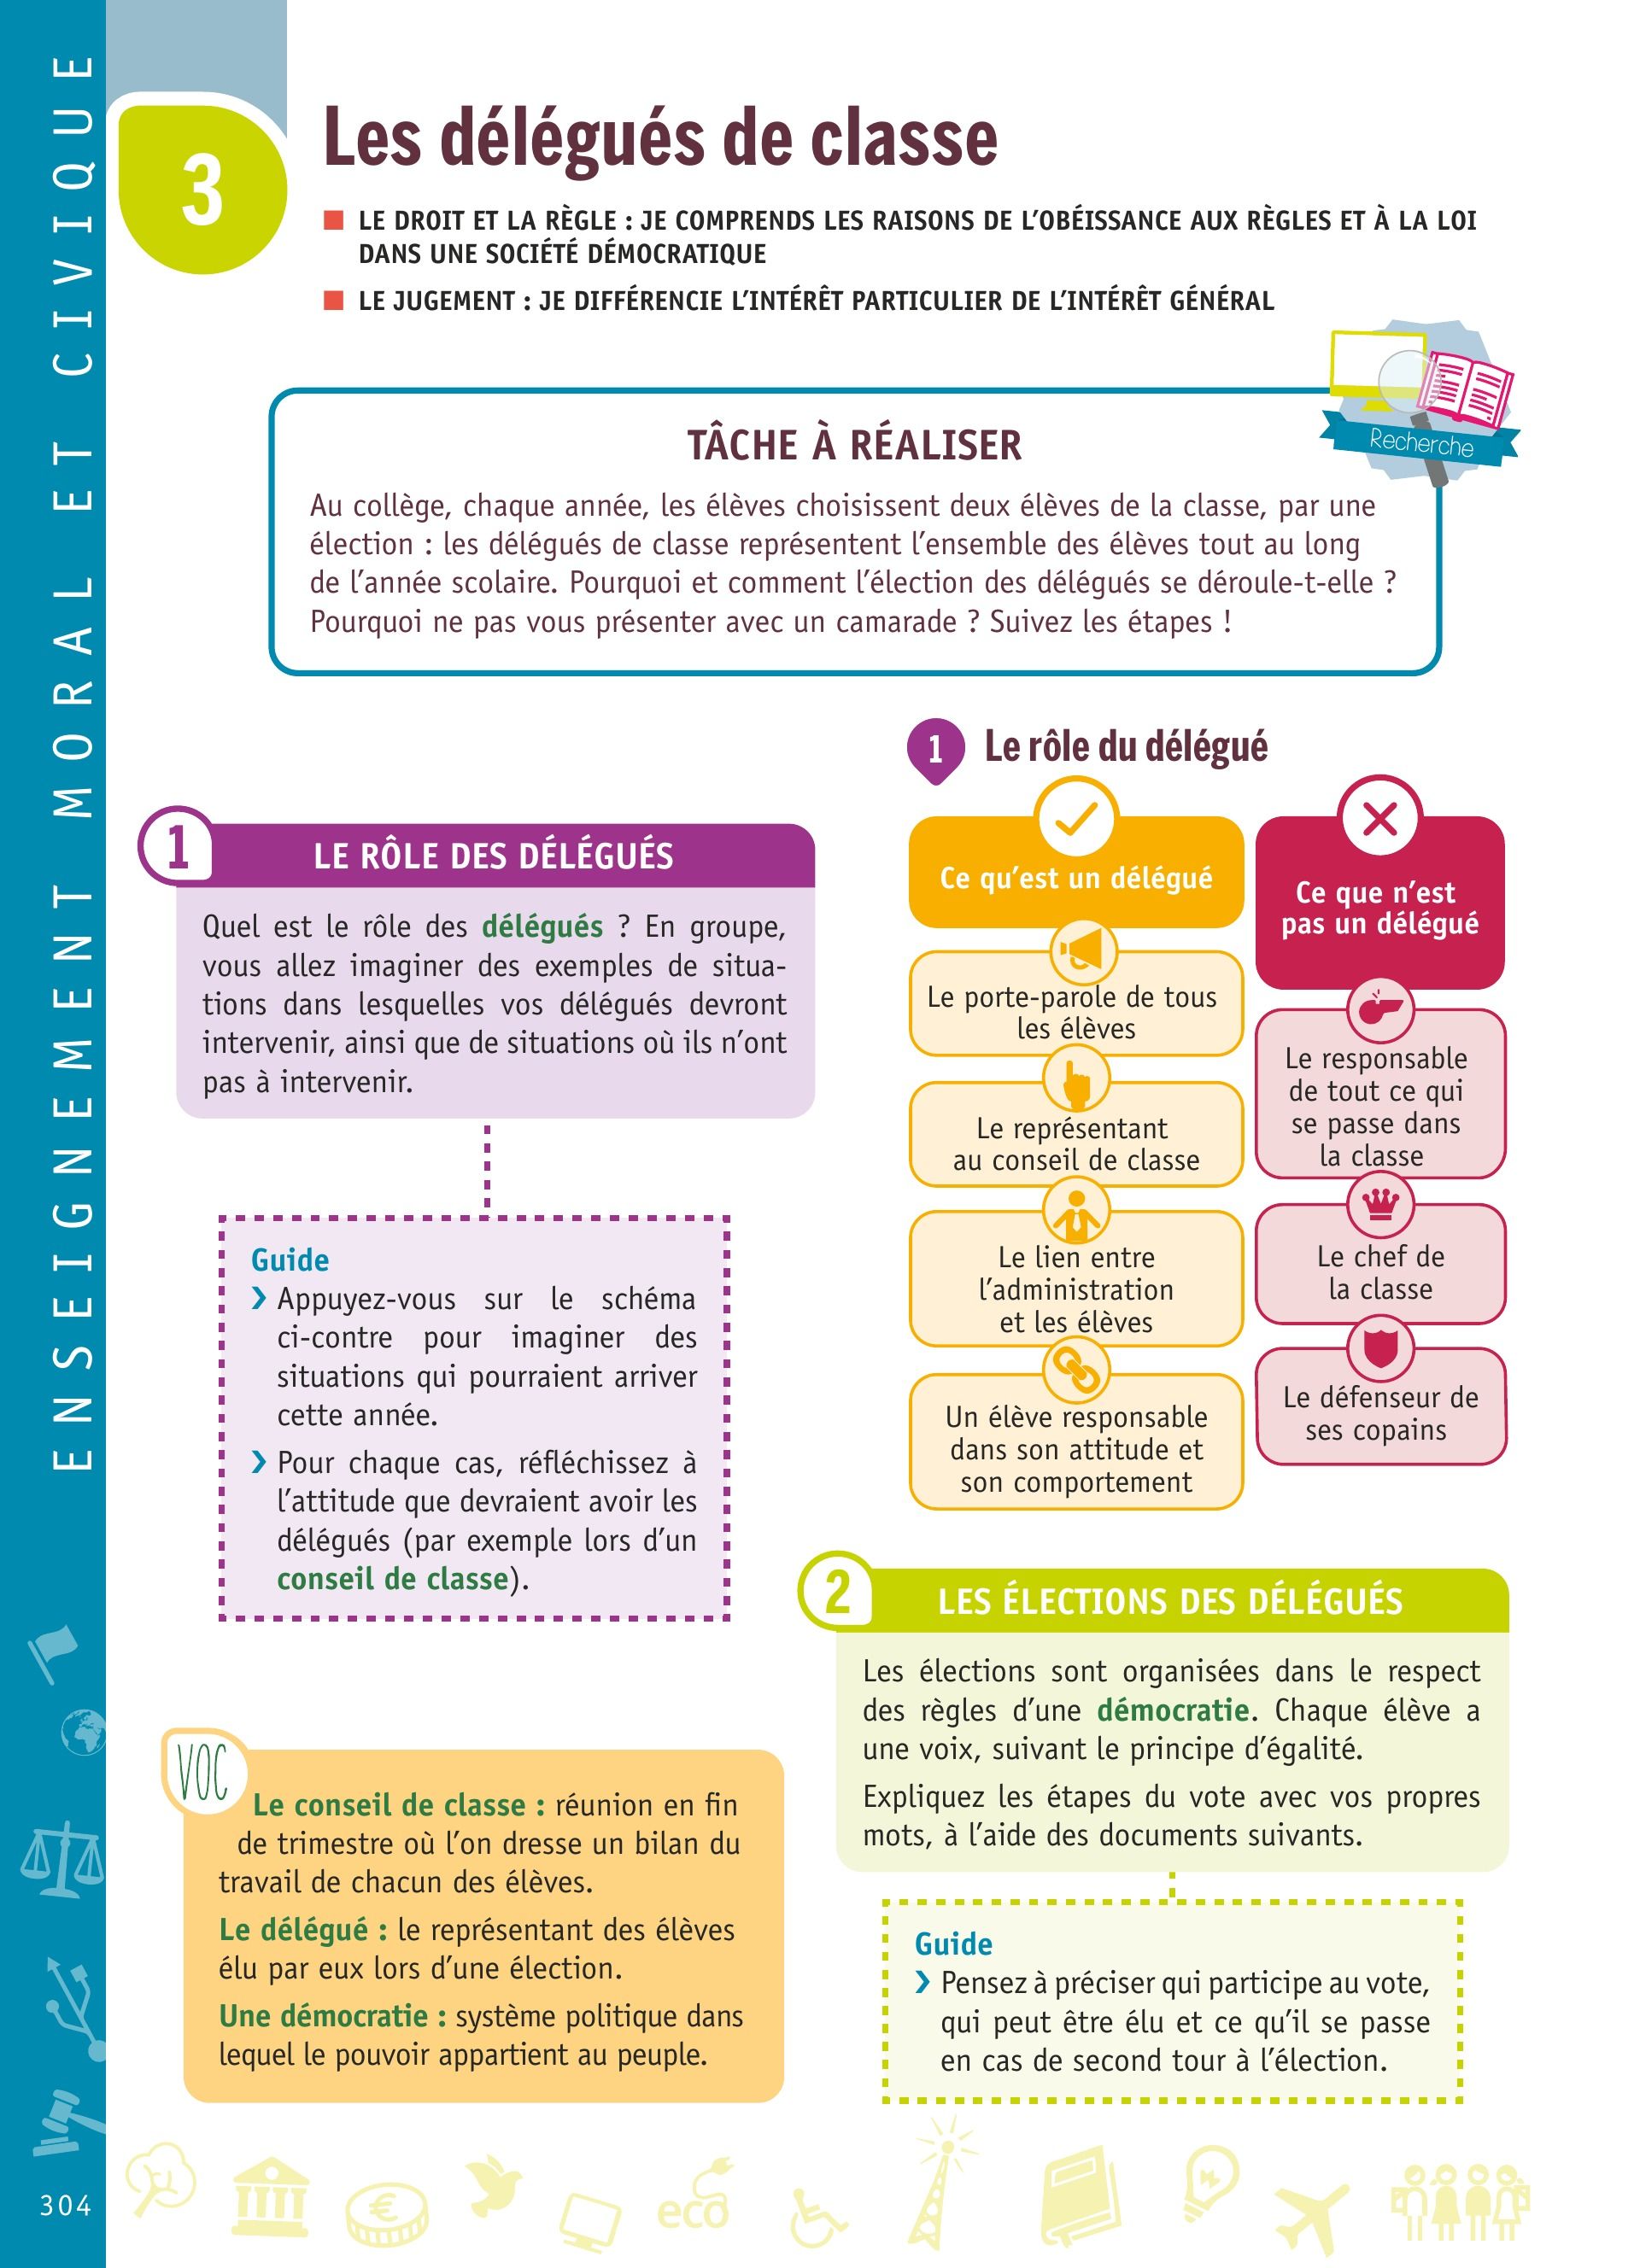 ENSEIGNEMENT MORAL ET CIVIQUE
3
Les délégués de classe
LE DROIT ET LA RÈGLE : JE COMPRENDS LES RAISONS DE L'OBÉISSANCE AUX RÈGLES ET À LA LOI
DANS UNE SOCIÉTÉ DÉMOCRATIQUE
LE JUGEMENT : JE DIFFÉRENCIE L'INTÉRÊT PARTICULIER DE L'INTÉRÊT GÉNÉRAL
Recherche
TÂCHE À RÉALISER
Au collège, chaque année, les élèves choisissent deux élèves de la classe, par une
élection : les délégués de classe représentent l'ensemble des élèves tout au long
de l'année scolaire. Pourquoi et comment l'élection des délégués se déroule-t-elle ?
Pourquoi ne pas vous présenter avec un camarade ? Suivez les étapes !
1
LE RÔLE DES DÉLÉGUÉS
Quel est le rôle des délégués ? En groupe,
vous allez imaginer des exemples de situa-
tions dans lesquelles vos délégués devront
intervenir, ainsi que de situations où ils n'ont
pas à intervenir.
Guide
› Appuyez-vous sur le schéma
ci-contre pour imaginer des
situations qui pourraient arriver
cette année.
› Pour chaque cas, réfléchissez à
l'attitude que devraient avoir les
délégués (par exemple lors d'un
conseil de classe).
1
Le rôle du délégué
Ce qu'est un délégué
Le porte-parole de tous
les élèves
Le représentant
au conseil de classe
Le lien entre
l'administration
et les élèves
Un élève responsable
dans son attitude et
son comportement
Ce que n'est
pas un délégué
Le responsable
de tout ce qui
se passe dans
la classe
Le chef de
la classe
Le défenseur de
ses copains
VOC
Le conseil de classe : réunion en fin
de trimestre où l'on dresse un bilan du
travail de chacun des élèves.
Le délégué : le représentant des élèves
élu par eux lors d'une élection.
Une démocratie : système politique dans
lequel le pouvoir appartient au peuple.
2
LES ÉLECTIONS DES DÉLÉGUÉS
Les élections sont organisées dans le respect
des règles d'une démocratie. Chaque élève a
une voix, suivant le principe d'égalité.
Expliquez les étapes du vote avec vos propres
mots, à l'aide des documents suivants.
Guide
› Pensez à préciser qui participe au vote,
qui peut être élu et ce qu'il se passe
en cas de second tour à l'élection.
€
eco
304